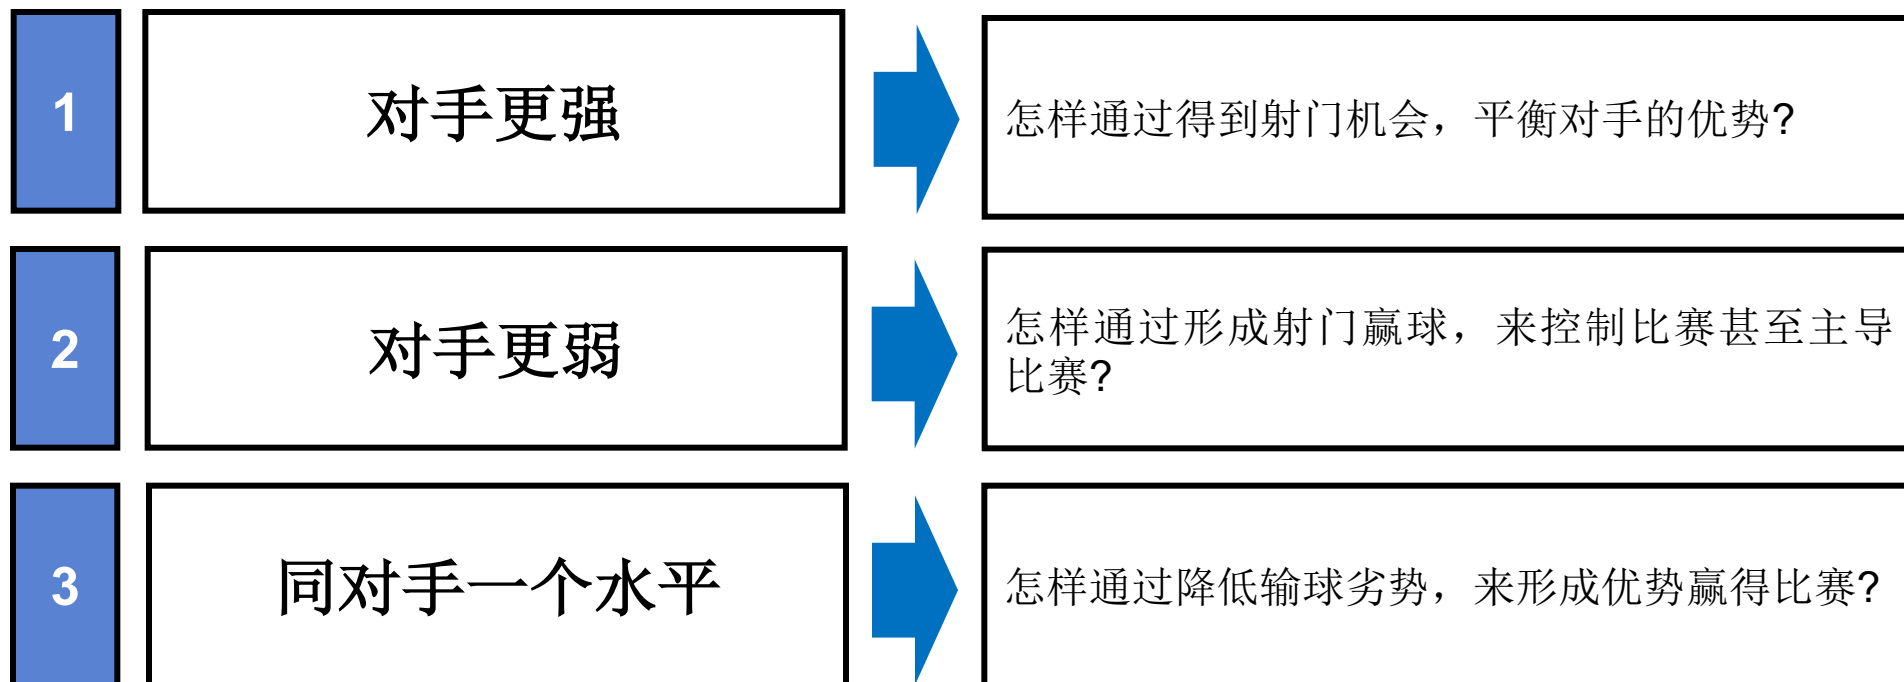 1
对手更强
怎样通过得到射门机会，平衡对手的优势?
2
对手更弱
怎样通过形成射门赢球，来控制比赛甚至主导
比赛?
3
同对手一个水平
怎样通过降低输球劣势，来形成优势赢得比赛?